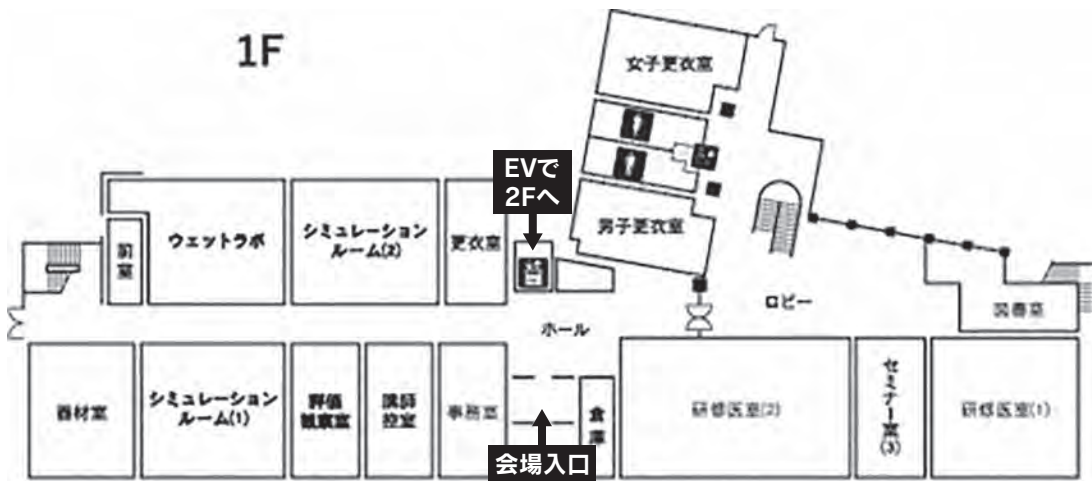 1F
女子更衣室
EVで
2Fへ
前室
ウェットラボ
シミュレーション
ルーム(2)
更衣室
男子更衣室
ロビー
図書室
ホール
器材室
シミュレーション
ルーム(1)
評価
観察室
講師
控室
事務室
倉庫
研修医室(2)
セミナー室(3)
研修医室(1)
会場入口